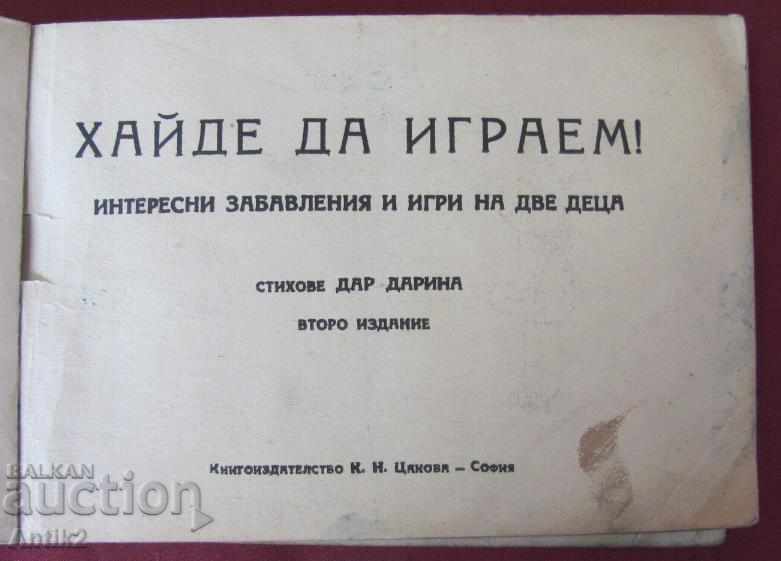 ХАЙДЕ ДА ИГРАЕМ!
ИНТЕРЕСНИ ЗАБАВЛЕНИЯ И ИГРИ НА ДВЕ ДЕЦА
СТИХОВЕ ДАР ДАРИНА
ВТОРО ИЗДАНИЕ
Книгоиздателство К. Н. Цакова – София
BALKAN
auction
Antik2